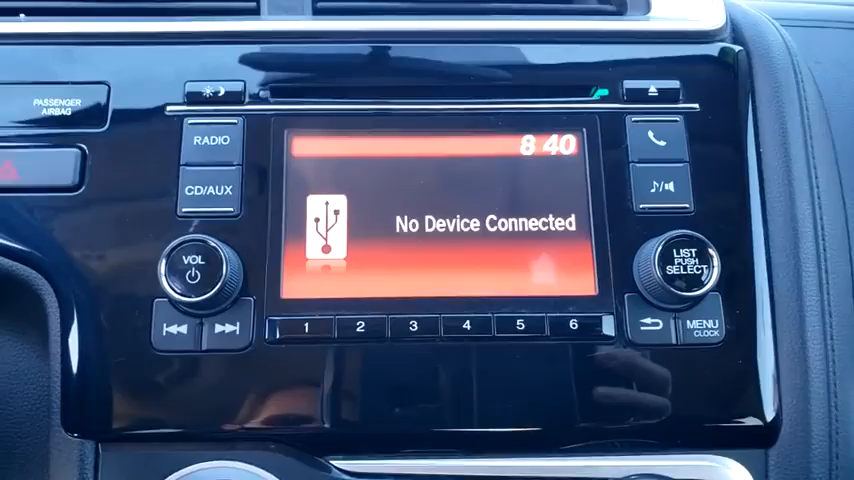 PASSENGER
AIRBAG
RADIO
CD/AUX
VOL
8 40
No Device Connected
LIST
PUSH
SELECT
1 2 3 4 5 6
MENU
CLOCK